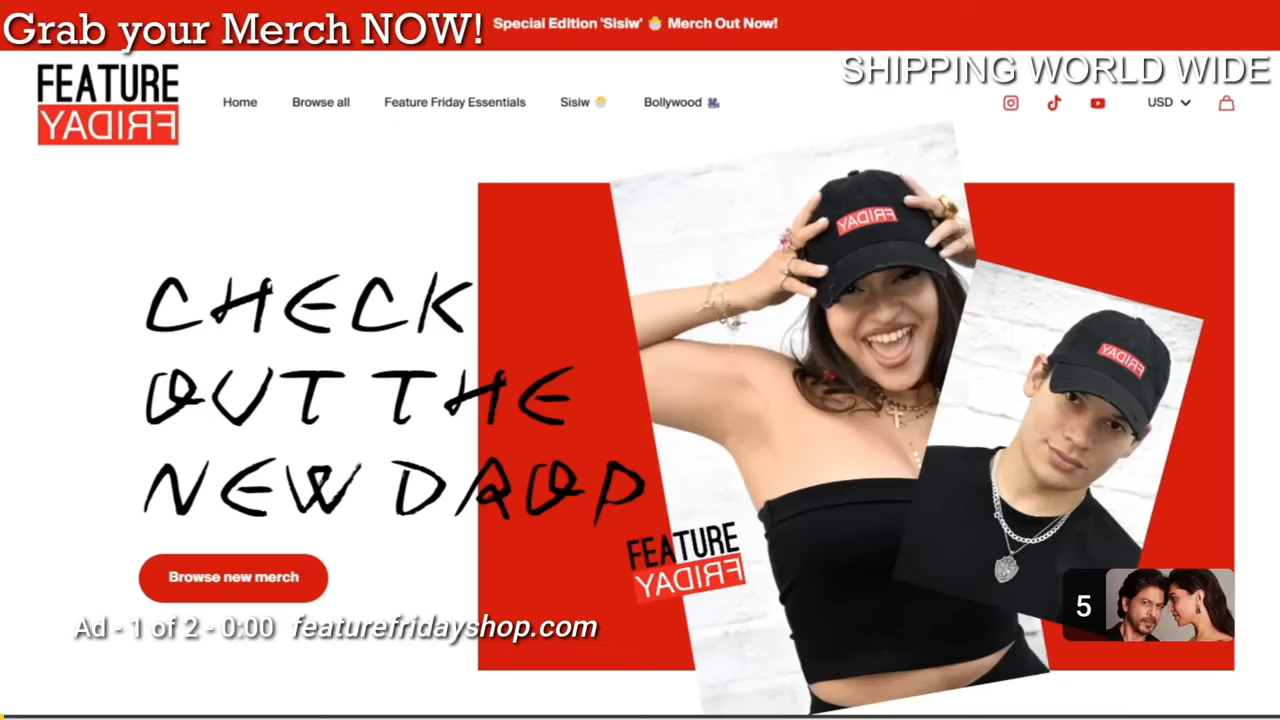 Grab your Merch NOW!
Special Edition 'Sisiw' 🐣 Merch Out Now!
SHIPPING WORLD WIDE
FEATURE
FRIDAY
Home
Browse all
Feature Friday Essentials
Sisiw 🐣
Bollywood 🎥
USD
FRIDAY
FRIDAY
CHECK
OUT THE
NEW DROP
FEATURE
FRIDAY
Browse new merch
5
Ad - 1 of 2 - 0:00 featurefridayshop.com